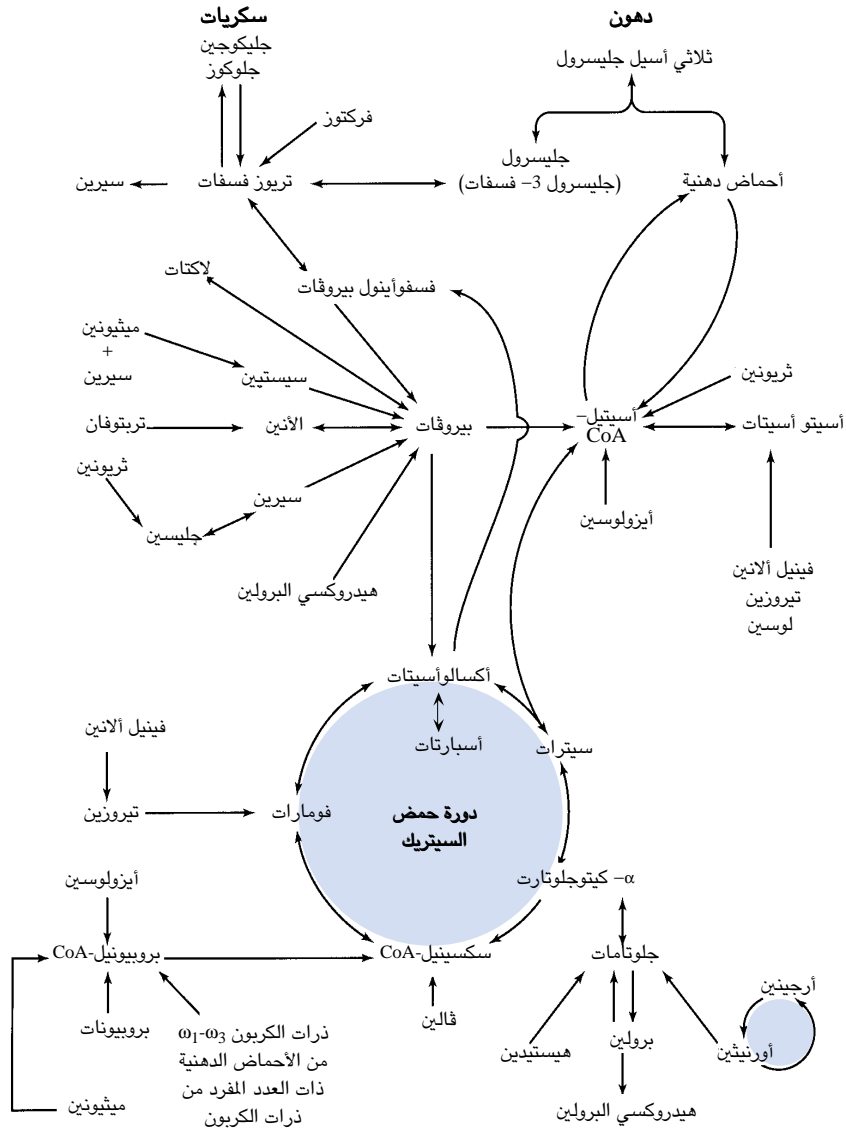 سكريات
دهون
جليكوجين
جلوكوز
ثلاثي أسيل جليسرول
فركتوز
جليسرول
(جليسرول 3– فسفات)
أحماض دهنية
تريوز فسفات
سيرين
لاكتات
فسفوأينول بيروڤات
ميثيونين
+
سيرين
سيستيين
ثريونين
تربتوفان
الأنين
بيروڤات
أسيتيل–
CoA
أسيتو أسيتات
ثريونين
سيرين
جليسين
أيزولوسين
هيدروكسي البرولين
فينيل ألانين
تيروزين
لوسين
أكسالوأسيتات
أسبارتات
سيترات
فينيل ألانين
تيروزين
فومارات
دورة حمض
السيتريك
أيزولوسين
α– كيتوجلوتارت
بروبيونيل-CoA
سكسينيل-CoA
جلوتامات
أرجينين
ڤالين
بروبيونات
ذرات الكربون ω1-ω3
من الأحماض الدهنية
ذات العدد المفرد من
ذرات الكربون
هيستيدين
برولين
أورنيثين
ميثيونين
هيدروكسي البرولين